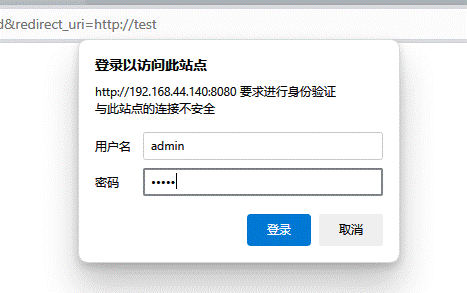 d&redirect_uri=http://test
登录以访问此站点
http://192.168.44.140:8080 要求进行身份验证
与此站点的连接不安全
用户名 admin
密码 •••••
登录 取消